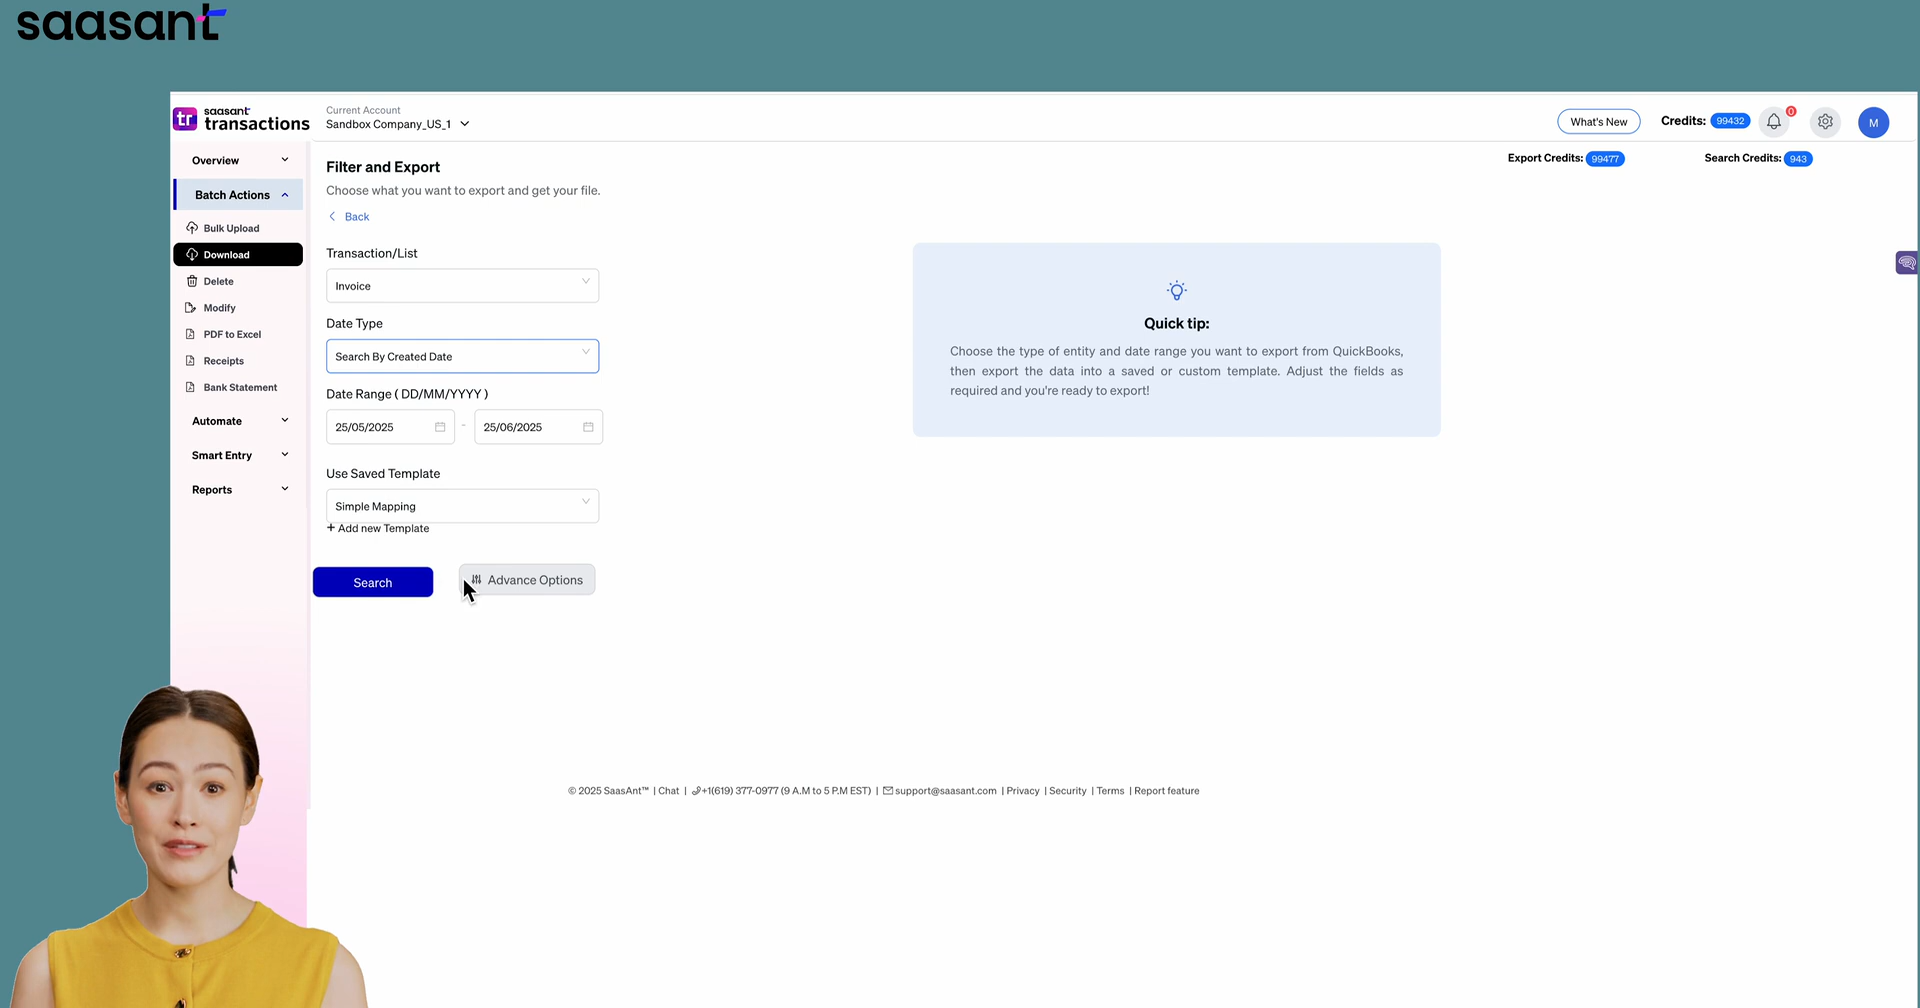 saasant
tr saasant transactions
Current Account
Sandbox Company_US_1
What's New
Credits: 99432
0
M
Overview
Batch Actions
Bulk Upload
Download
Delete
Modify
PDF to Excel
Receipts
Bank Statement
Automate
Smart Entry
Reports
Filter and Export
Export Credits: 99477
Search Credits: 943
Choose what you want to export and get your file.
Back
Transaction/List
Invoice
Date Type
Search By Created Date
Date Range ( DD/MM/YYYY )
25/05/2025 - 25/06/2025
Use Saved Template
Simple Mapping
+ Add new Template
Search
Advance Options
Quick tip:
Choose the type of entity and date range you want to export from QuickBooks,
then export the data into a saved or custom template. Adjust the fields as
required and you're ready to export!
© 2025 SaasAnt™ | Chat | +1(619) 377-0977 (9 A.M to 5 P.M EST) | support@saasant.com | Privacy | Security | Terms | Report feature